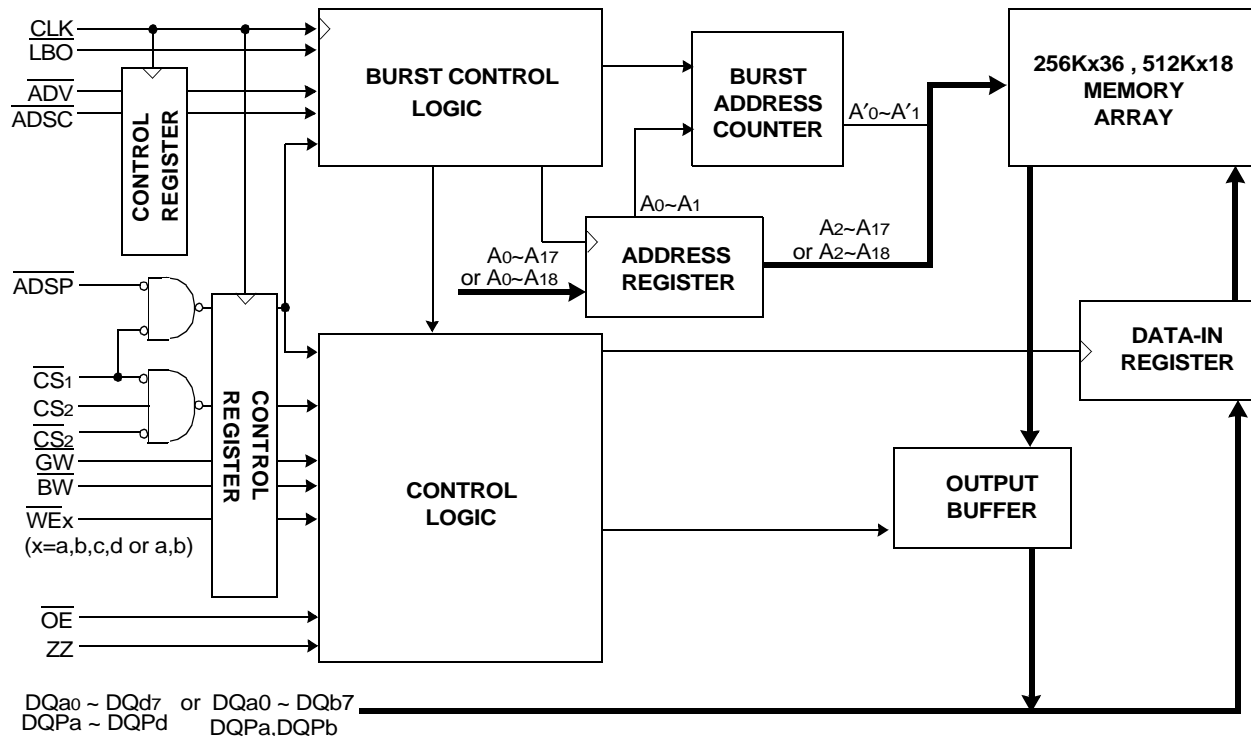 CLK
LBO
ADV
ADSC
CONTROL
REGISTER
BURST CONTROL
LOGIC
BURST
ADDRESS
COUNTER
A′0~A′1
256Kx36 , 512Kx18
MEMORY
ARRAY
A0~A1
A0~A17
or A0~A18
ADDRESS
REGISTER
A2~A17
or A2~A18
ADSP
CS1
CS2
CS2
GW
BW
WEx
(x=a,b,c,d or a,b)
OE
ZZ
CONTROL
REGISTER
CONTROL
LOGIC
DATA-IN
REGISTER
OUTPUT
BUFFER
DQa0 ~ DQd7 or DQa0 ~ DQb7
DQPa ~ DQPd DQPa,DQPb